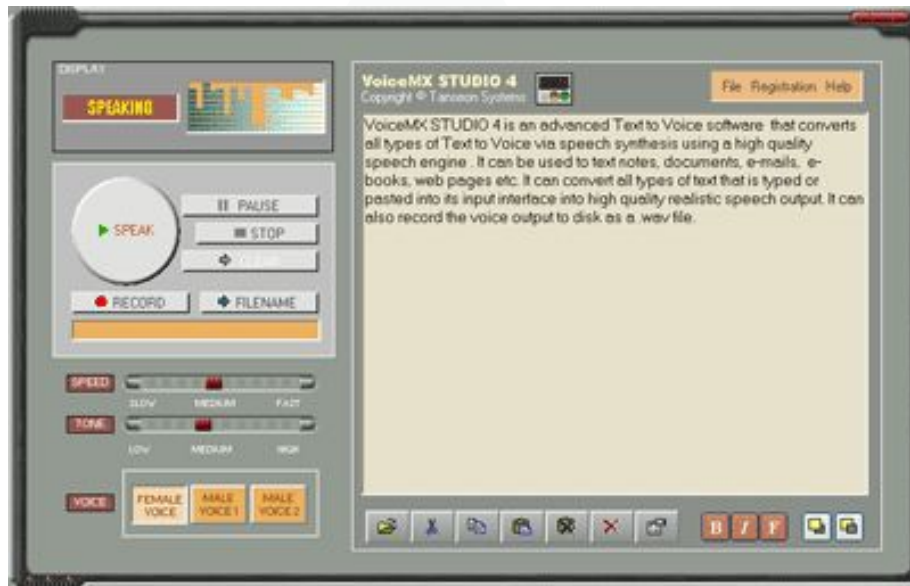 DISPLAY
SPEAKING
SPEAK
PAUSE
STOP
RECORD
FILENAME
SPEED
SLOW MEDIUM FAST
TONE
LOW MEDIUM HIGH
VOICE
FEMALE VOICE
MALE VOICE 1
MALE VOICE 2
VoiceMX STUDIO 4
Copyright © Tanseon Systems
File Registration Help
VoiceMX STUDIO 4 is an advanced Text to Voice software that converts
all types of Text to Voice via speech synthesis using a high quality
speech engine . It can be used to text notes, documents, e-mails, e-
books, web pages etc. It can convert all types of text that is typed or
pasted into its input interface into high quality realistic speech output. It can
also record the voice output to disk as a .wav file.
B I F